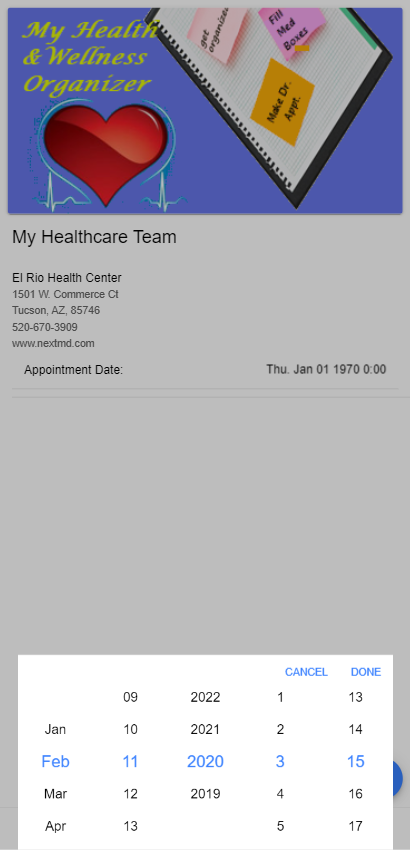 My Health
& Wellness
Organizer
get
organized
Fill
Med
Boxes
Make Dr.
Appt.
My Healthcare Team
El Rio Health Center
1501 W. Commerce Ct
Tucson, AZ, 85746
520-670-3909
www.nextmd.com
Appointment Date: Thu. Jan 01 1970 0:00
CANCEL DONE
09 2022 1 13
Jan 10 2021 2 14
Feb 11 2020 3 15
Mar 12 2019 4 16
Apr 13 5 17